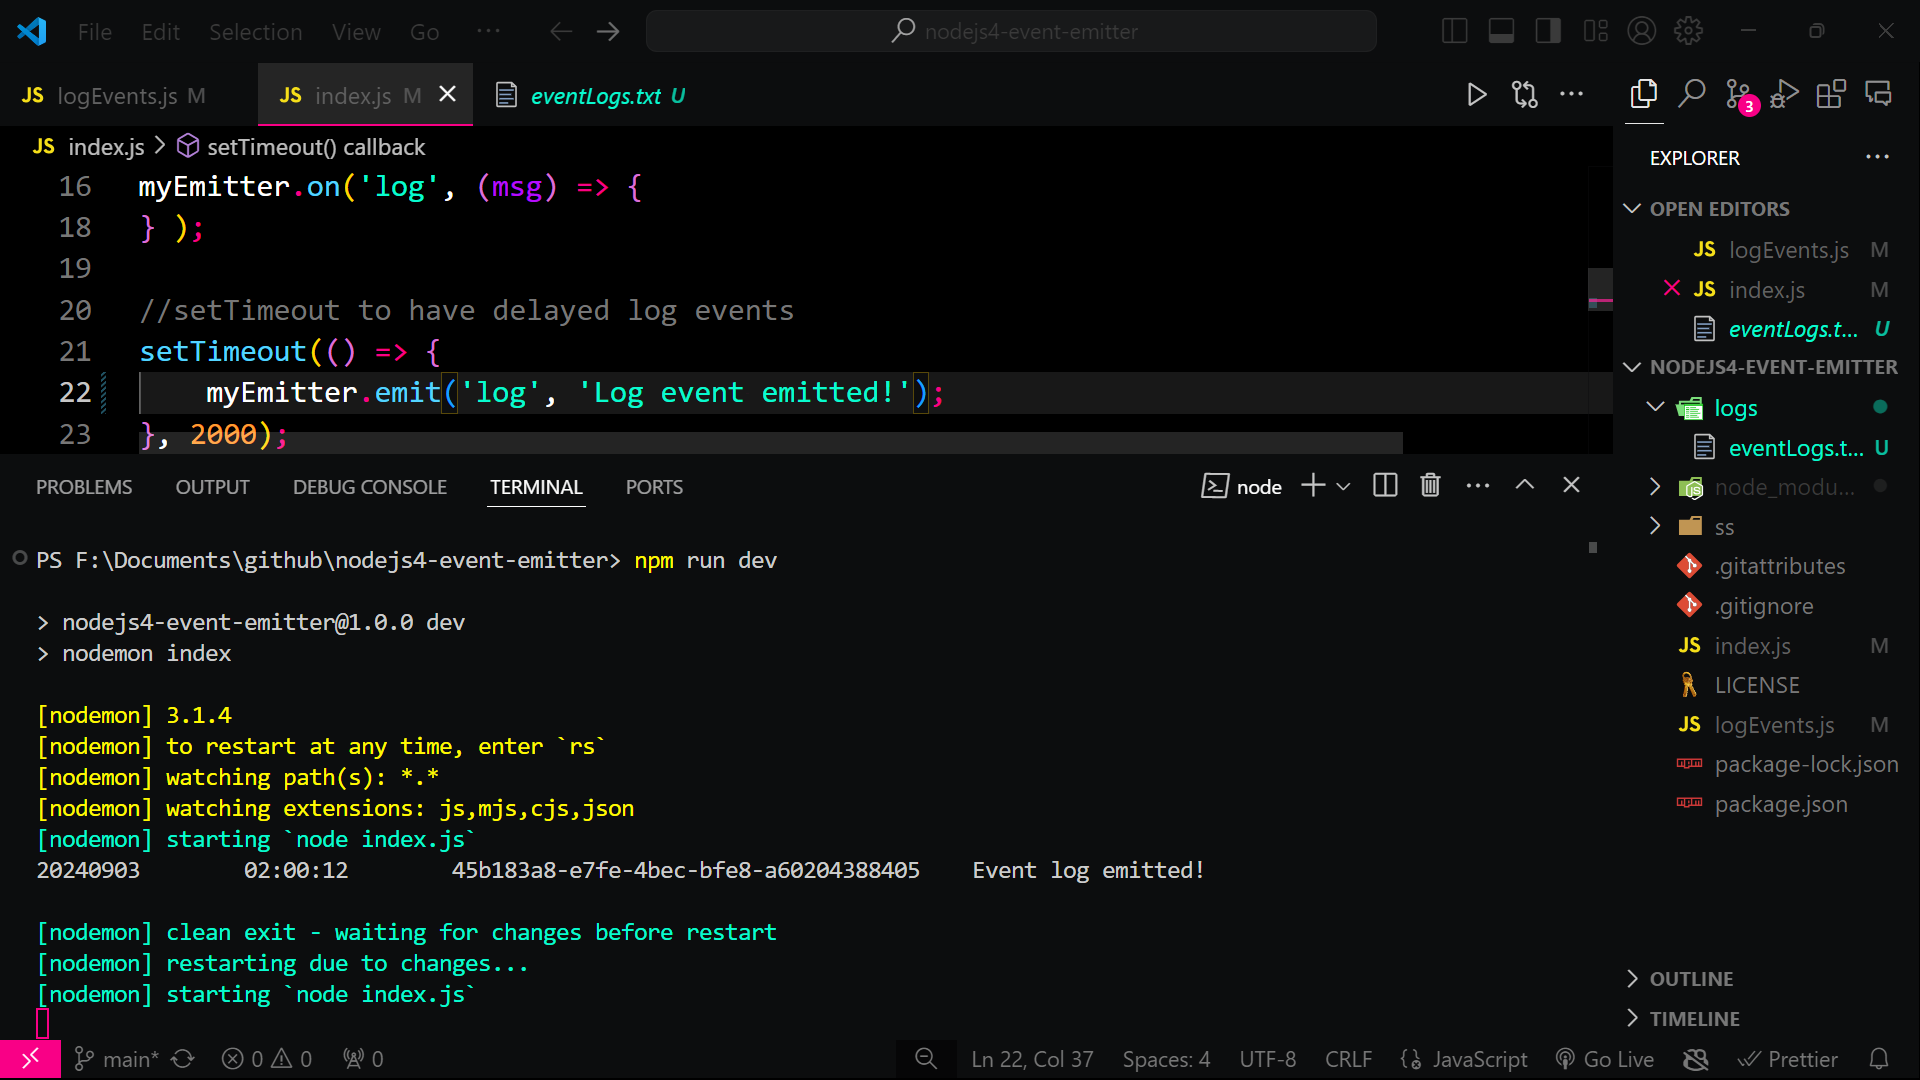 File Edit Selection View Go ··· nodejs4-event-emitter
JS logEvents.js M JS index.js M eventLogs.txt U 3
JS index.js > setTimeout() callback
16 myEmitter.on('log', (msg) => {
18 } );
19
20 //setTimeout to have delayed log events
21 setTimeout(() => {
22 myEmitter.emit('log', 'Log event emitted!');
23 }, 2000);
PROBLEMS OUTPUT DEBUG CONSOLE TERMINAL PORTS node
PS F:\Documents\github\nodejs4-event-emitter> npm run dev
> nodejs4-event-emitter@1.0.0 dev
> nodemon index
[nodemon] 3.1.4
[nodemon] to restart at any time, enter `rs`
[nodemon] watching path(s): *.*
[nodemon] watching extensions: js,mjs,cjs,json
[nodemon] starting `node index.js`
20240903 02:00:12 45b183a8-e7fe-4bec-bfe8-a60204388405 Event log emitted!
[nodemon] clean exit - waiting for changes before restart
[nodemon] restarting due to changes...
[nodemon] starting `node index.js`
EXPLORER
OPEN EDITORS
JS logEvents.js M
JS index.js M
eventLogs.t... U
NODEJS4-EVENT-EMITTER
logs
eventLogs.t... U
node_modu...
ss
.gitattributes
.gitignore
JS index.js M
LICENSE
JS logEvents.js M
package-lock.json
package.json
OUTLINE
TIMELINE
main* 0 0 0 Ln 22, Col 37 Spaces: 4 UTF-8 CRLF JavaScript Go Live Prettier